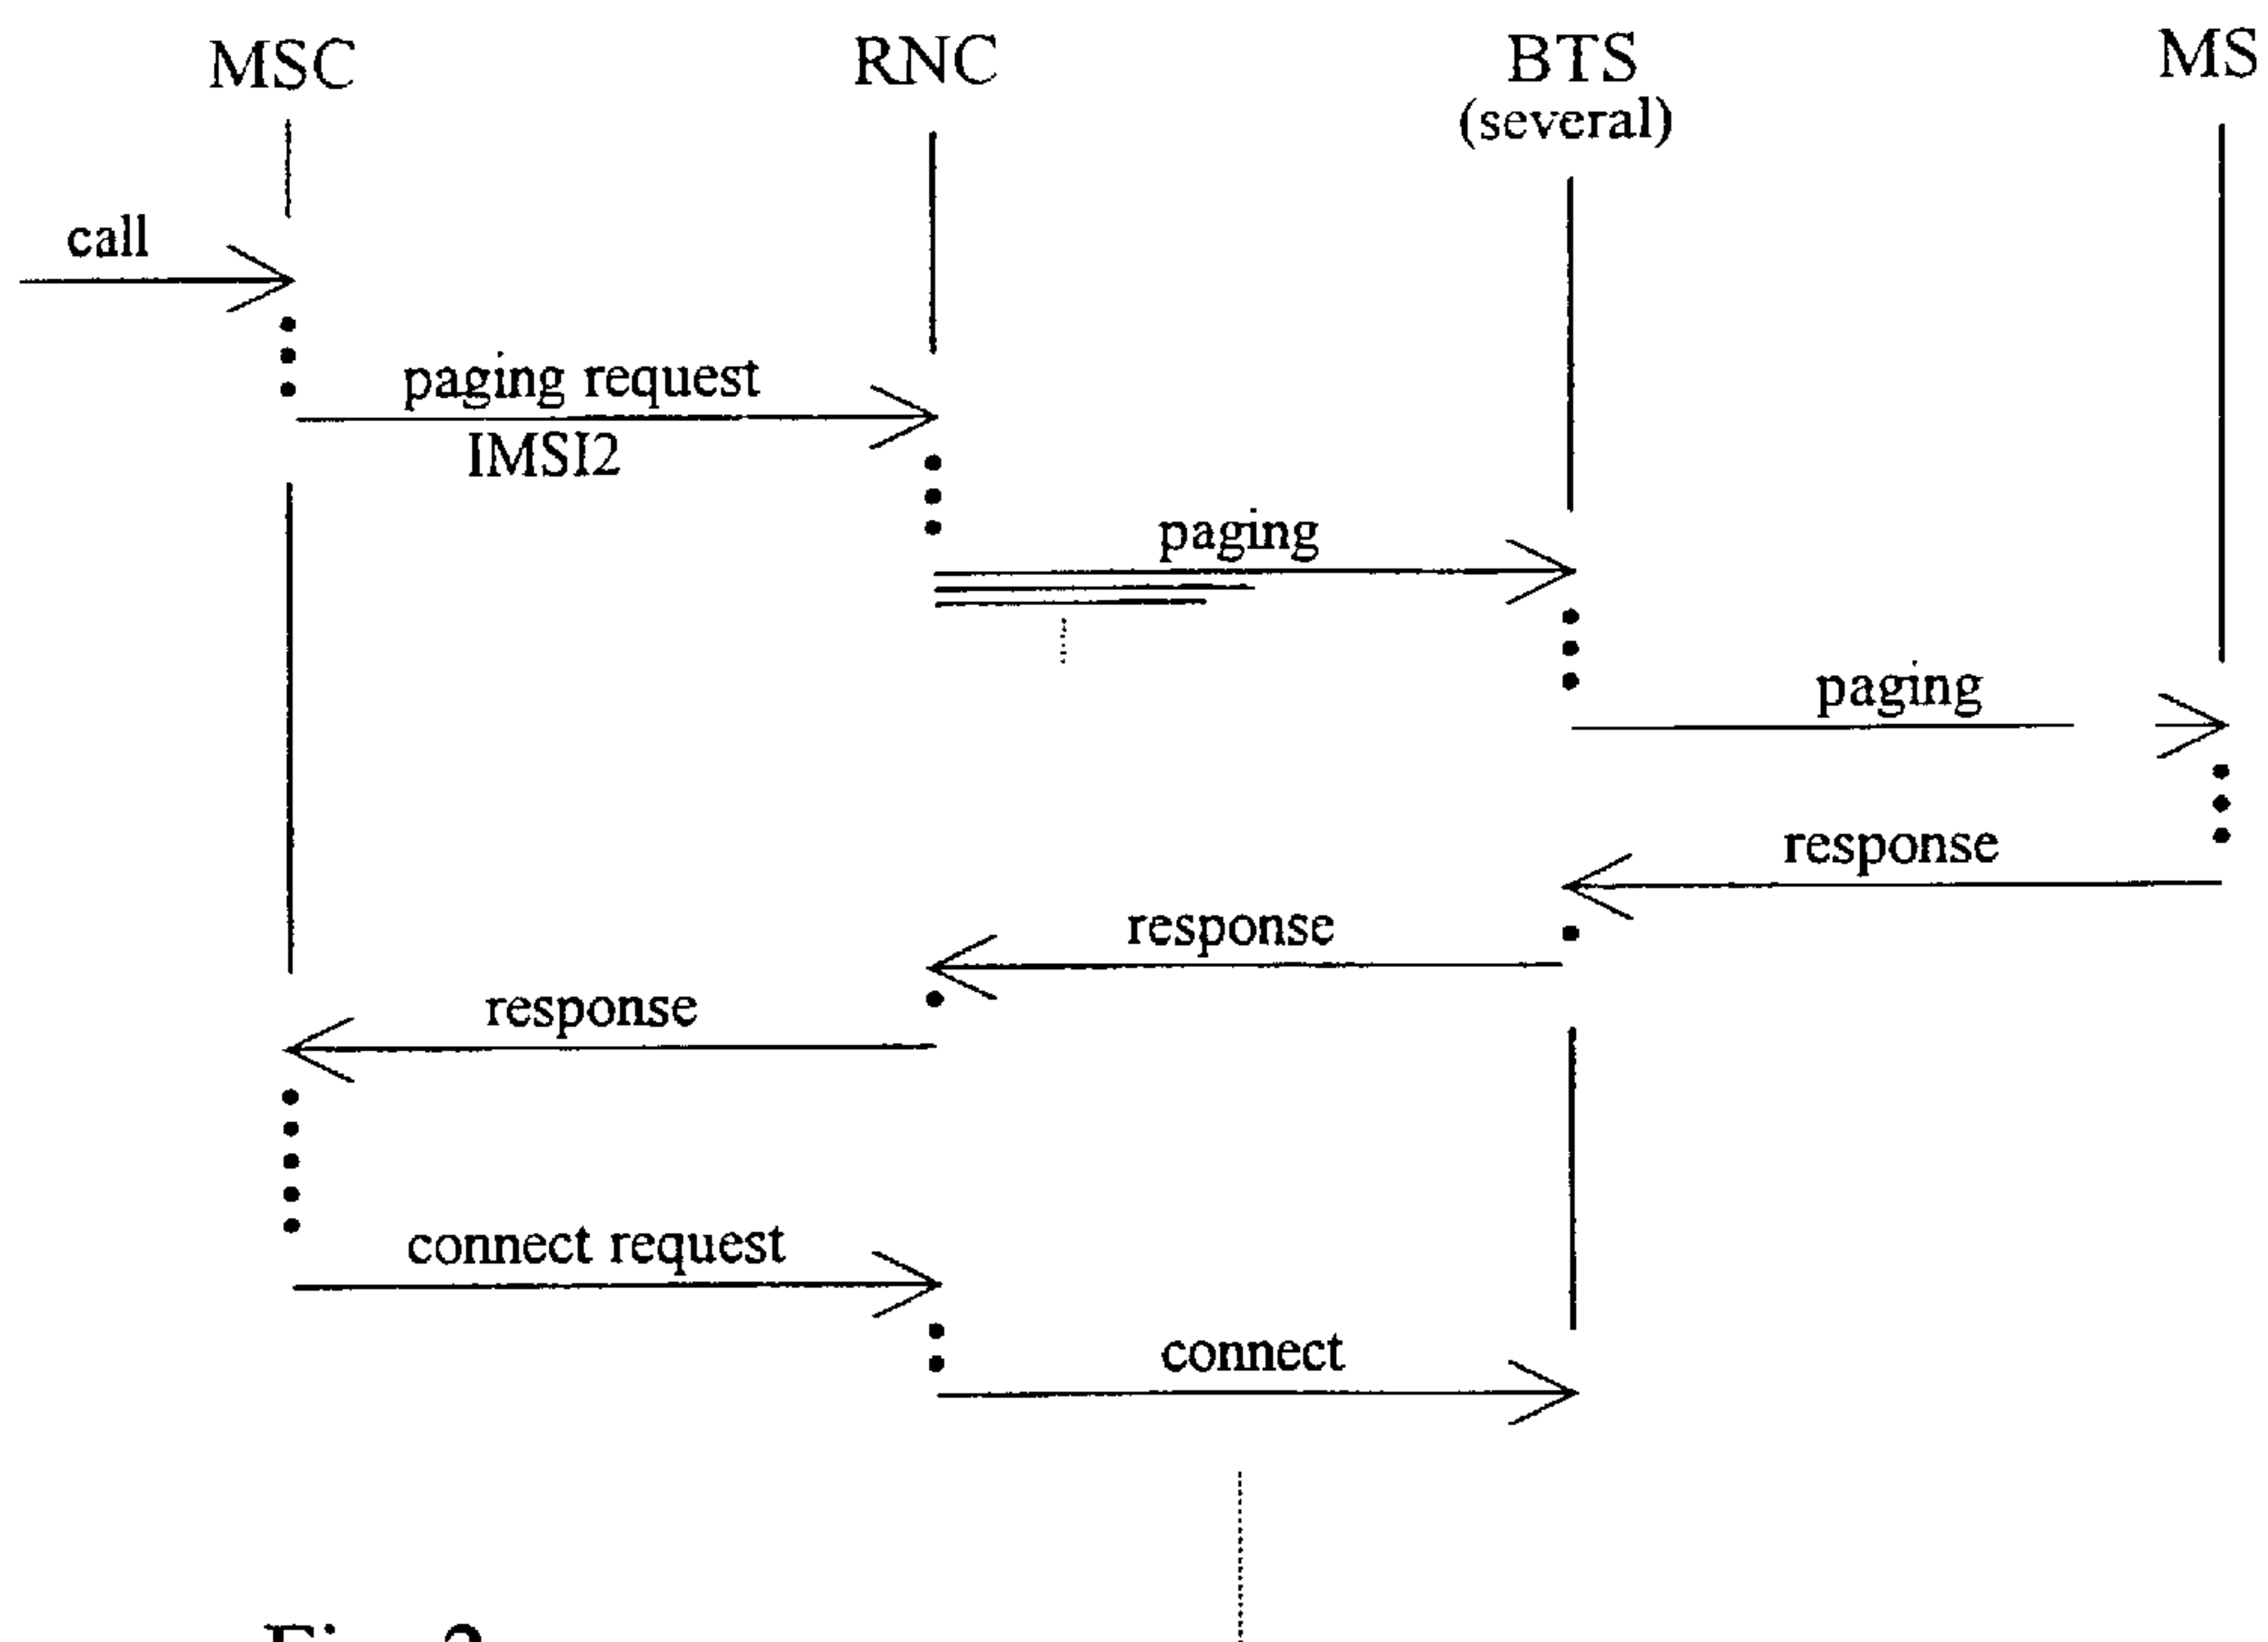 MSC RNC BTS MS
(several)
call
paging request
IMSI2
paging
paging
response
response
response
connect request
connect